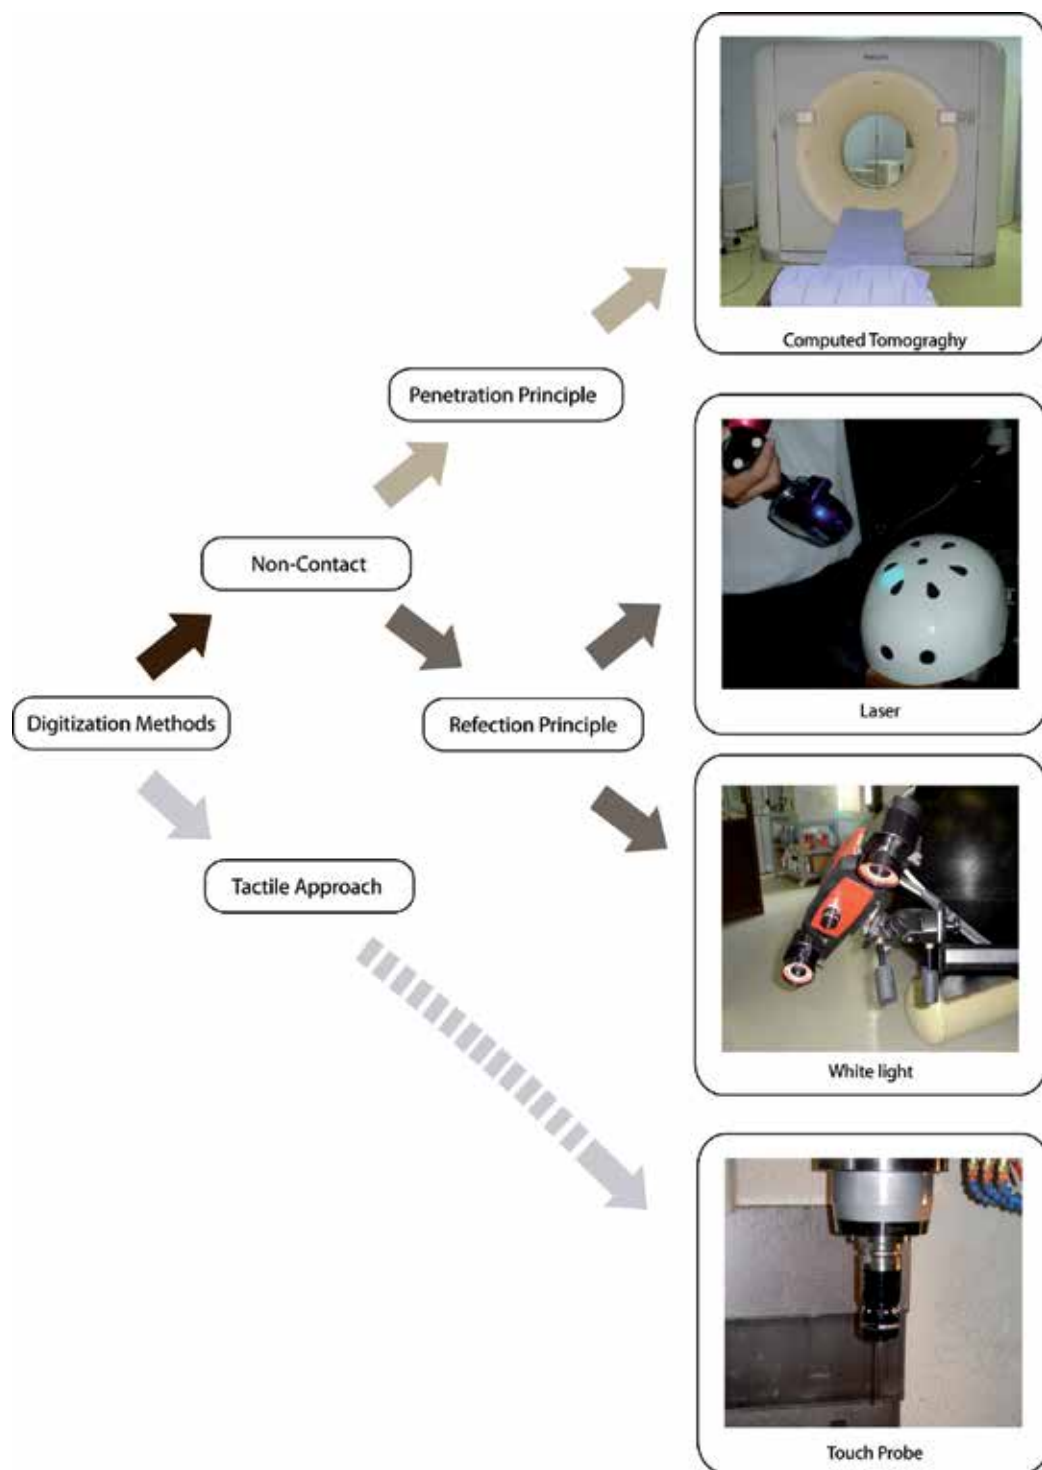 Computed Tomograghy
Penetration Principle
Non-Contact
Digitization Methods
Refection Principle
Laser
Tactile Approach
White light
Touch Probe